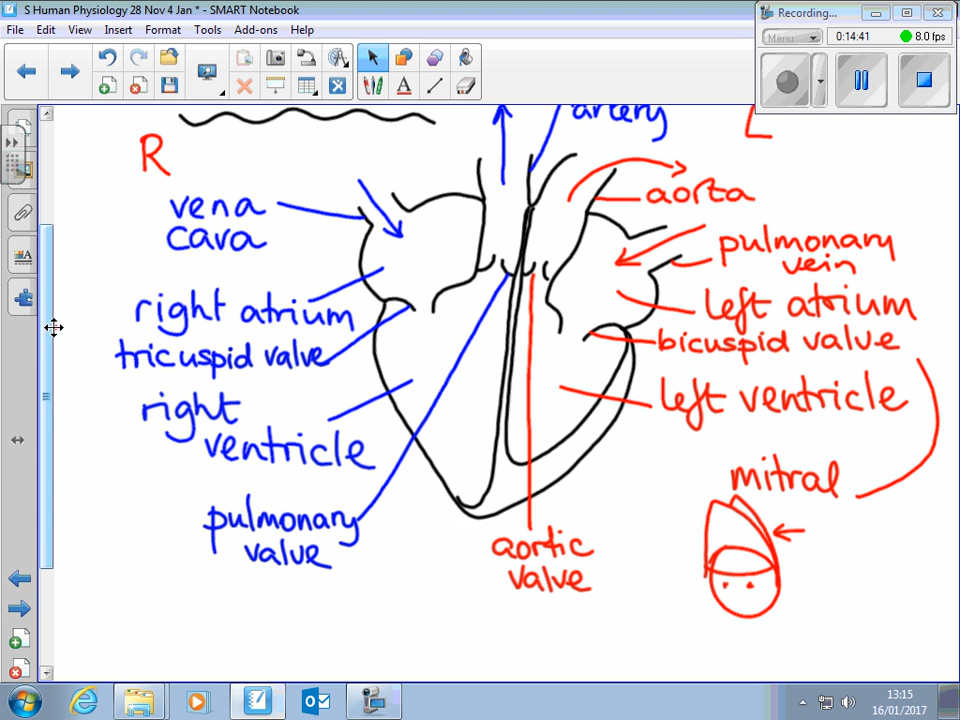 S Human Physiology 28 Nov 4 Jan * - SMART Notebook
File Edit View Insert Format Tools Add-ons Help
Recording...
Menu
0:14:41
8.0 fps
artery
L
R
vena
cava
aorta
pulmonary
vein
right atrium
left atrium
tricuspid valve
bicuspid valve
right
ventricle
left ventricle
mitral
pulmonary
valve
aortic
valve
13:15
16/01/2017